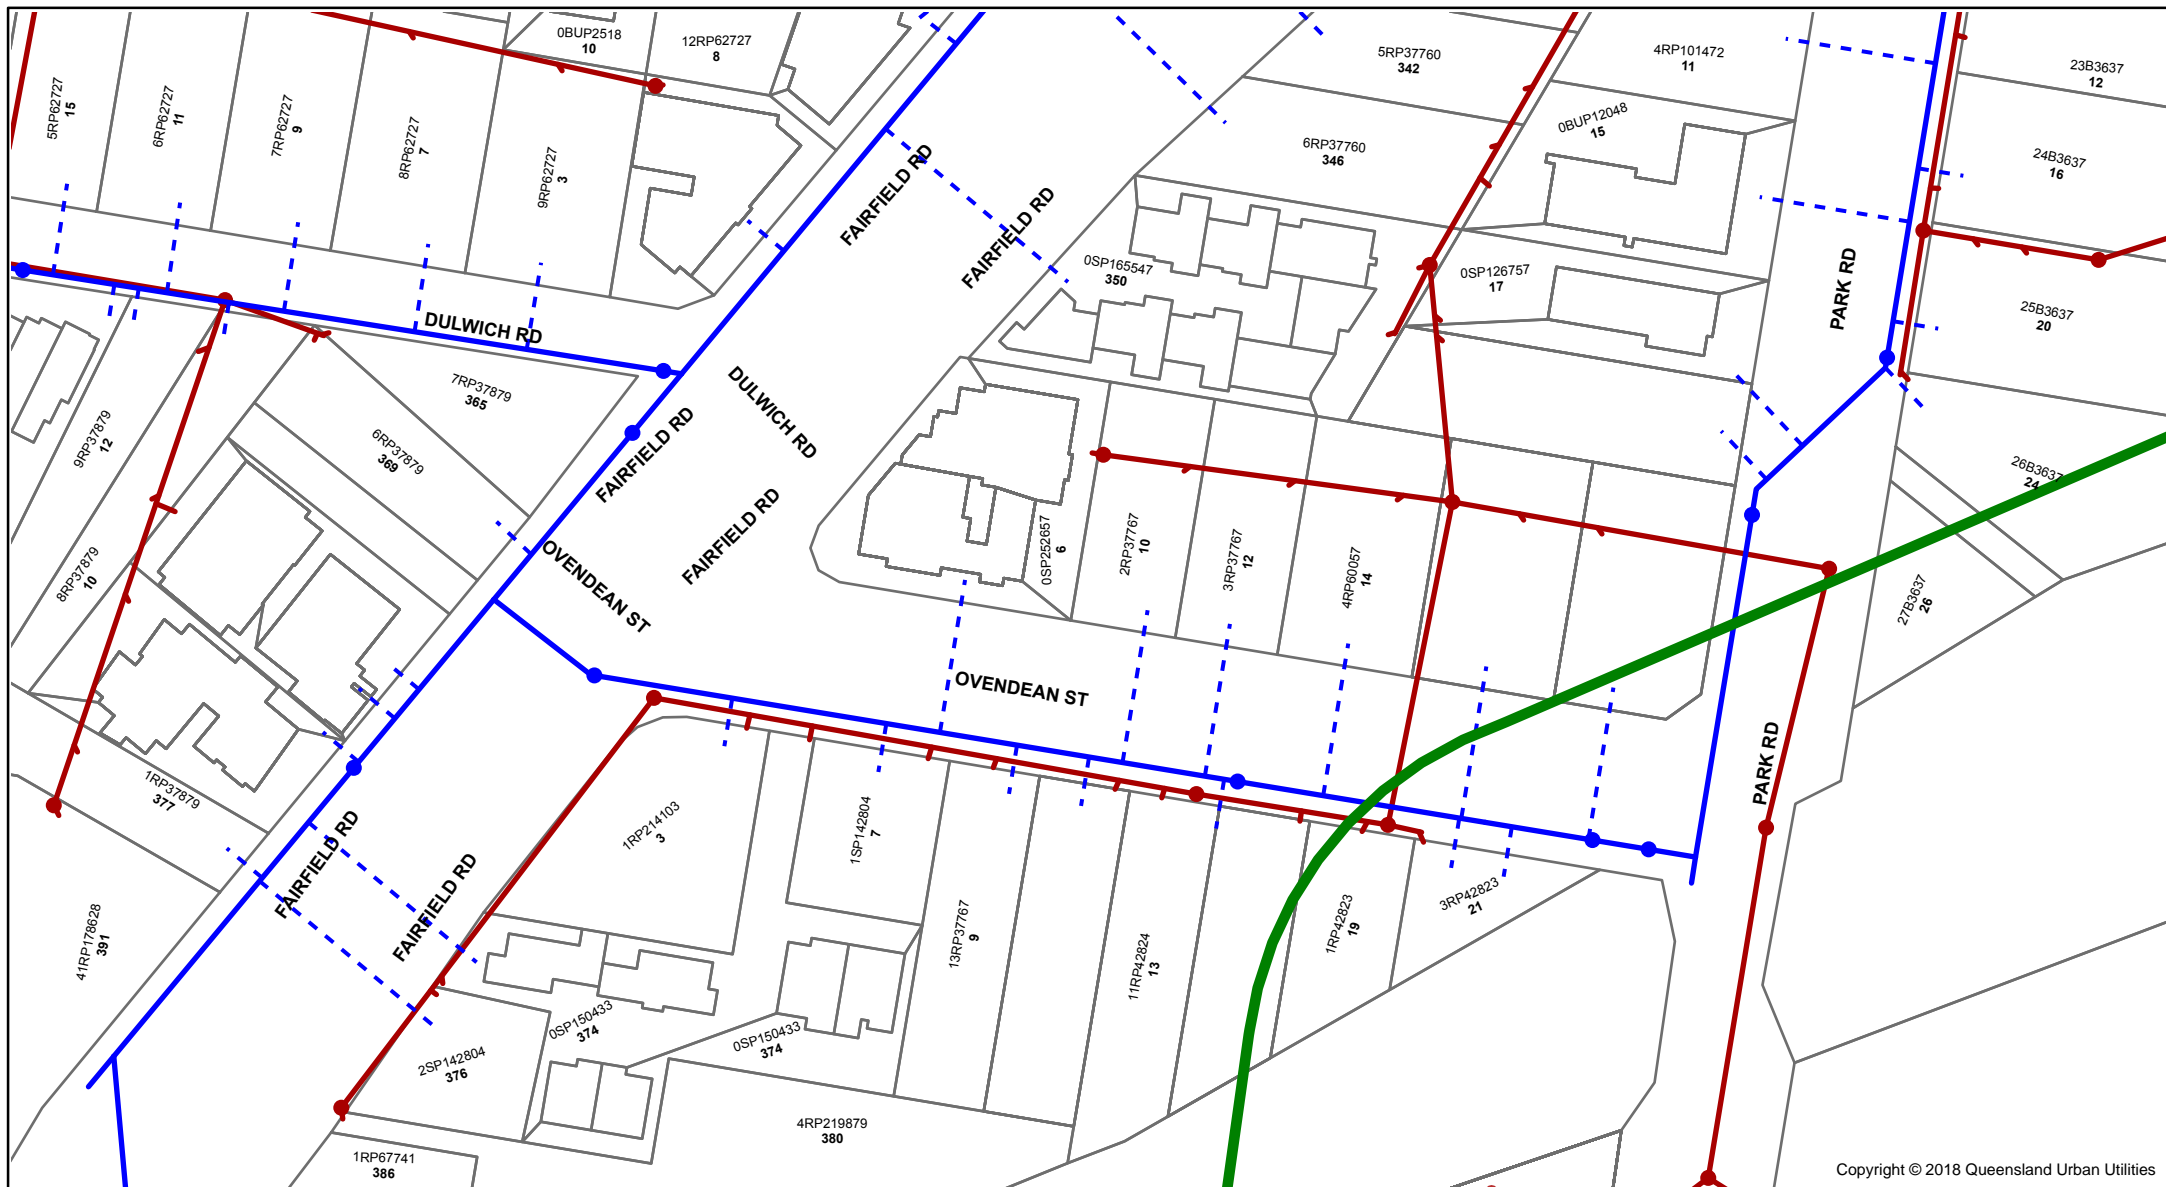 0BUP2518
10
12RP62727
8
5RP37760
342
4RP101472
11
23B3637
12
5RP62727
15
6RP62727
11
7RP62727
9
8RP62727
7
9RP62727
3
FAIRFIELD RD
FAIRFIELD RD
6RP37760
346
0BUP12048
15
24B3637
16
0SP165547
350
0SP126757
17
PARK RD
25B3637
20
DULWICH RD
7RP37879
365
DULWICH RD
9RP37879
12
6RP37879
369
FAIRFIELD RD
FAIRFIELD RD
26B3637
24
8RP37879
10
OVENDEAN ST
0SP252657
6
2RP37767
10
3RP37767
12
4RP60057
14
27B3637
26
OVENDEAN ST
PARK RD
1RP37879
377
1RP214103
3
1SP142804
7
FAIRFIELD RD
FAIRFIELD RD
41RP178628
391
13RP37767
9
11RP42824
13
1RP42823
19
3RP42823
21
0SP150433
374
0SP150433
374
2SP142804
376
4RP219879
380
1RP67741
386
Copyright © 2018 Queensland Urban Utilities